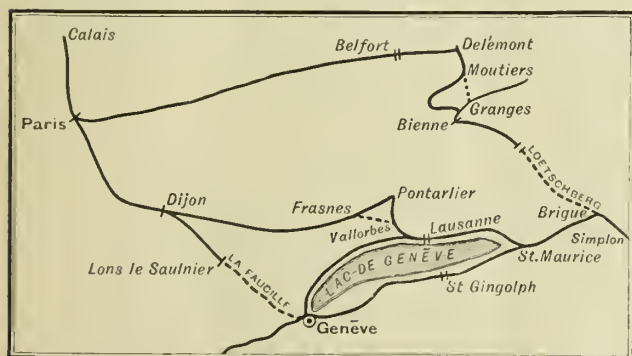 Calais
Belfort
Delémont
Moutiers
Paris
Granges
Bienne
LOETSCHBERG
Dijon
Frasnes
Pontarlier
Vallorbes
Lausanne
Brigue
Simplon
Lons le Saulnier
LA FAUCILLE
LAC-DE GENÈVE
St. Maurice
St Gingolph
Genève